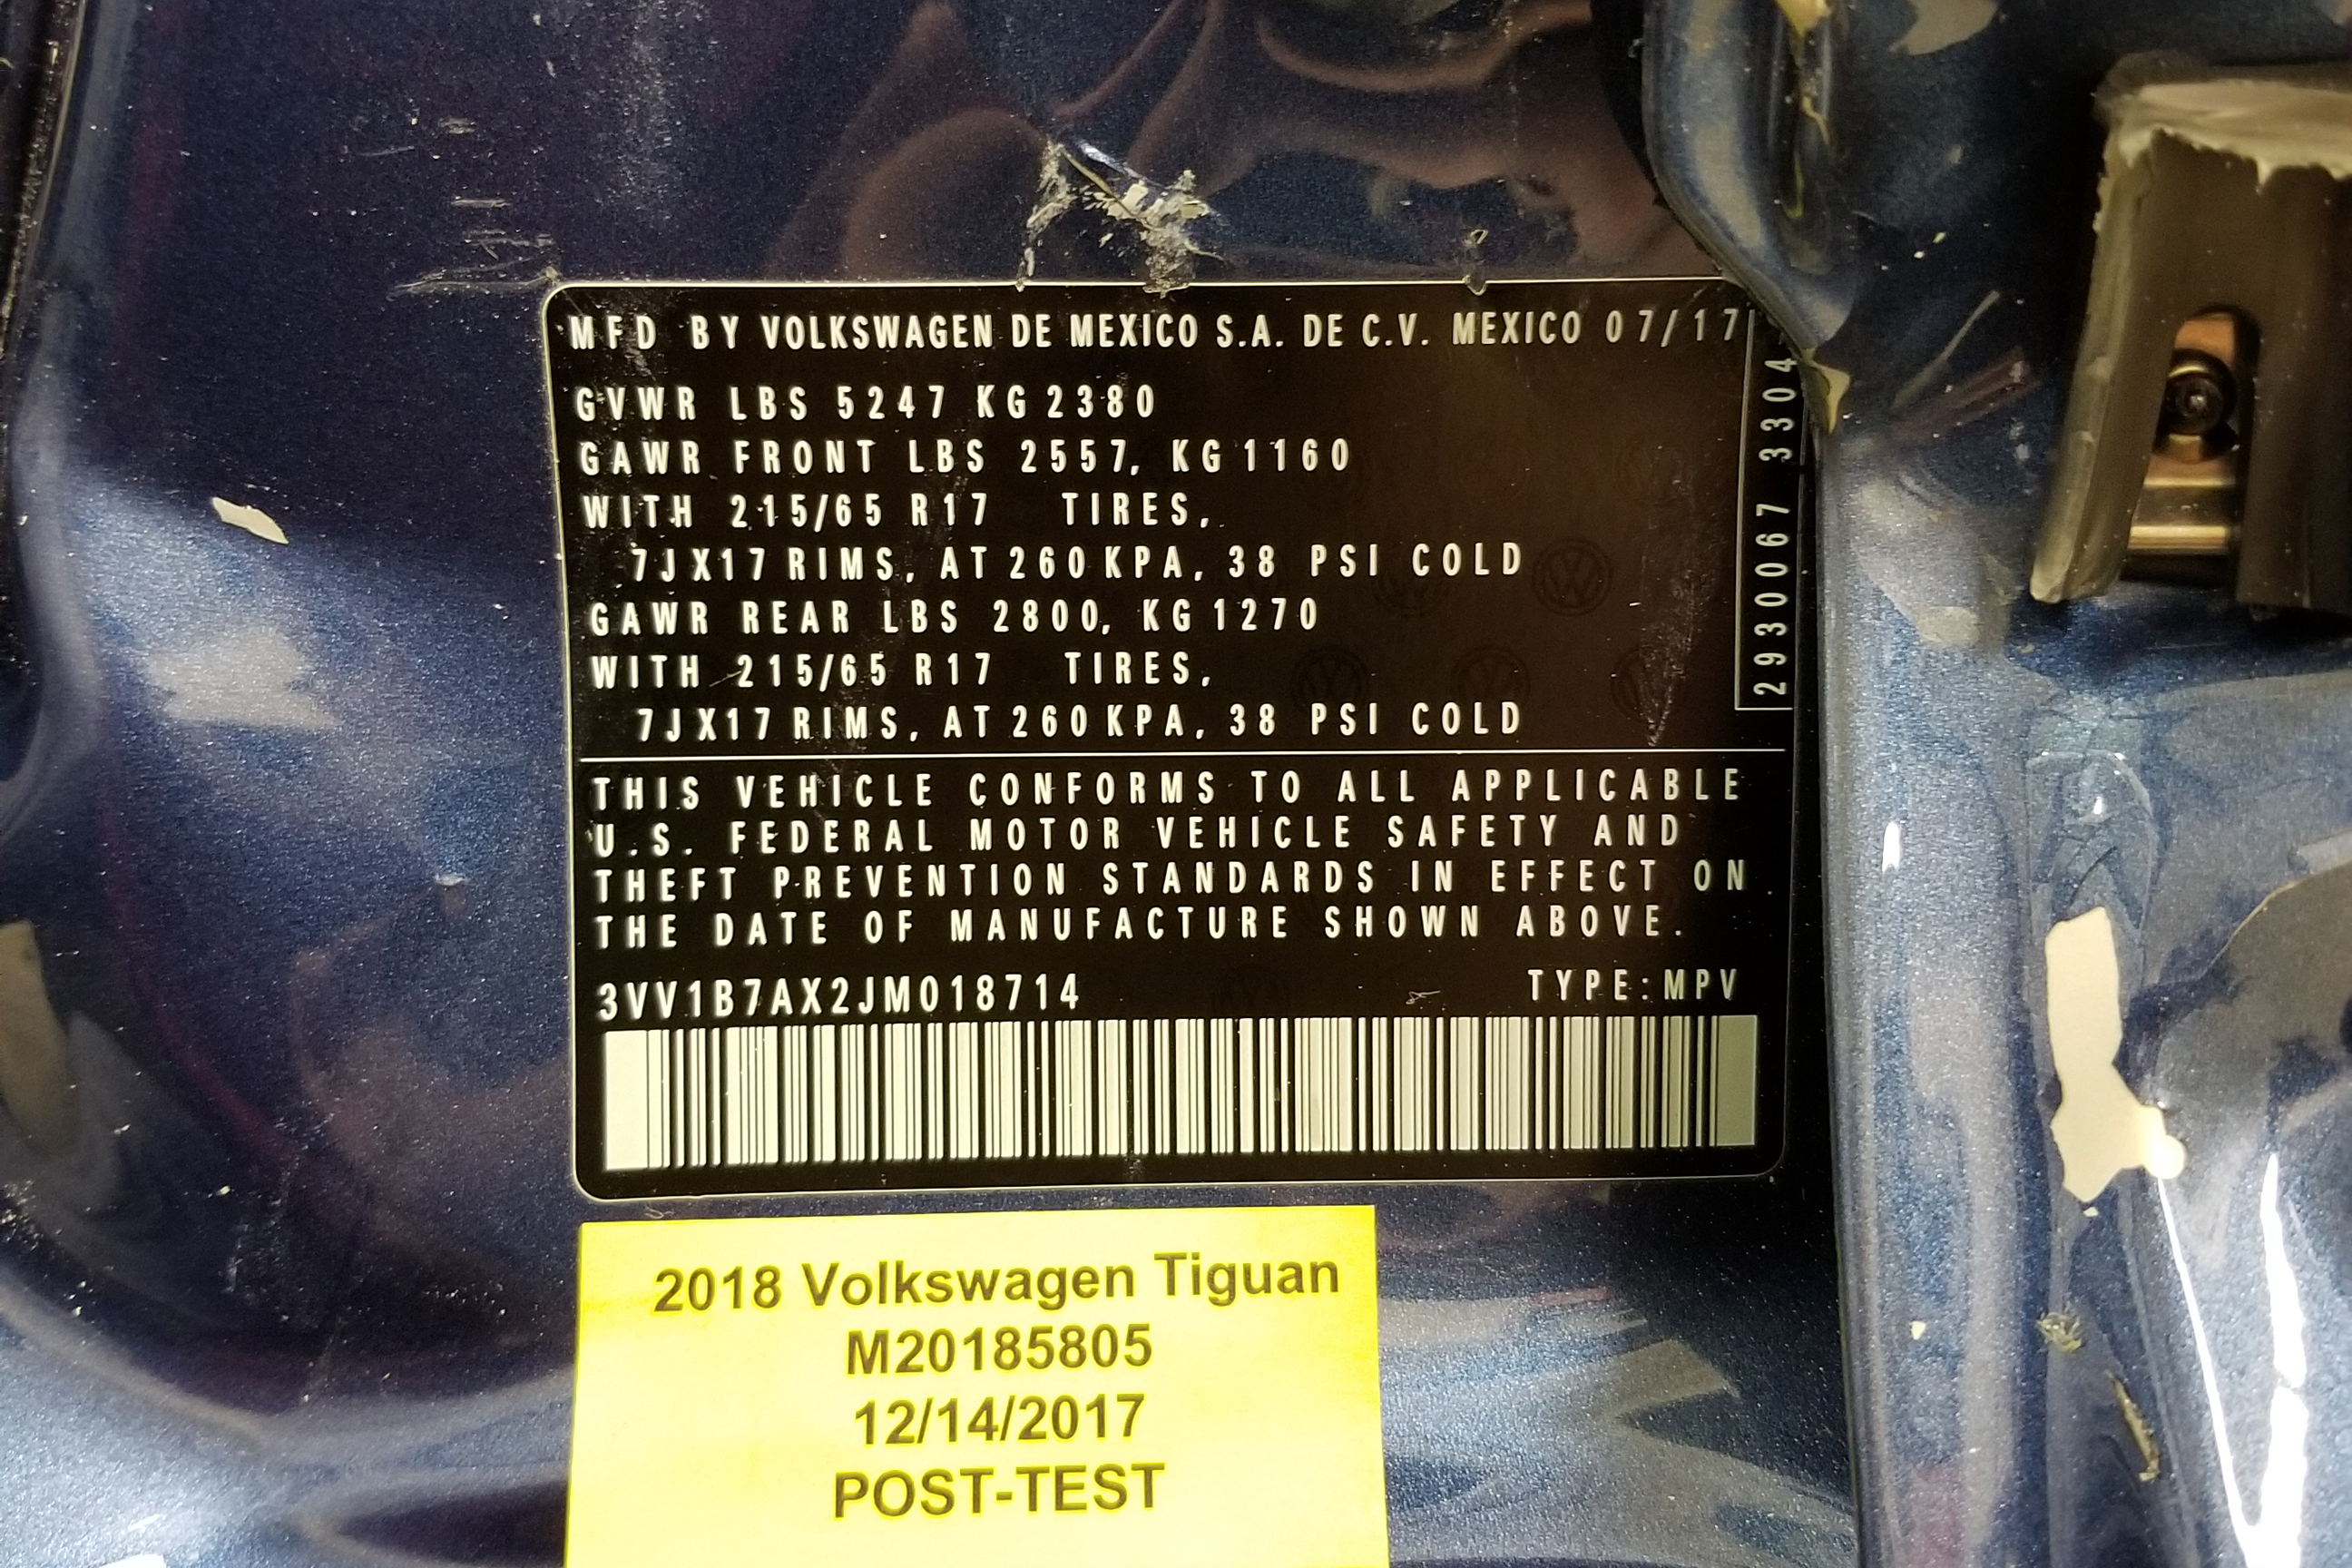 MFD BY VOLKSWAGEN DE MEXICO S.A. DE C.V. MEXICO 07/17
GVWR LBS 5247 KG 2380
GAWR FRONT LBS 2557, KG 1160
WITH 215/65 R17 TIRES,
7JX17 RIMS, AT 260 KPA, 38 PSI COLD
GAWR REAR LBS 2800, KG 1270
WITH 215/65 R17 TIRES,
7JX17 RIMS, AT 260 KPA, 38 PSI COLD
2930067 3304
THIS VEHICLE CONFORMS TO ALL APPLICABLE
U.S. FEDERAL MOTOR VEHICLE SAFETY AND
THEFT PREVENTION STANDARDS IN EFFECT ON
THE DATE OF MANUFACTURE SHOWN ABOVE.
3VV1B7AX2JM018714 TYPE: MPV
2018 Volkswagen Tiguan
M20185805
12/14/2017
POST-TEST